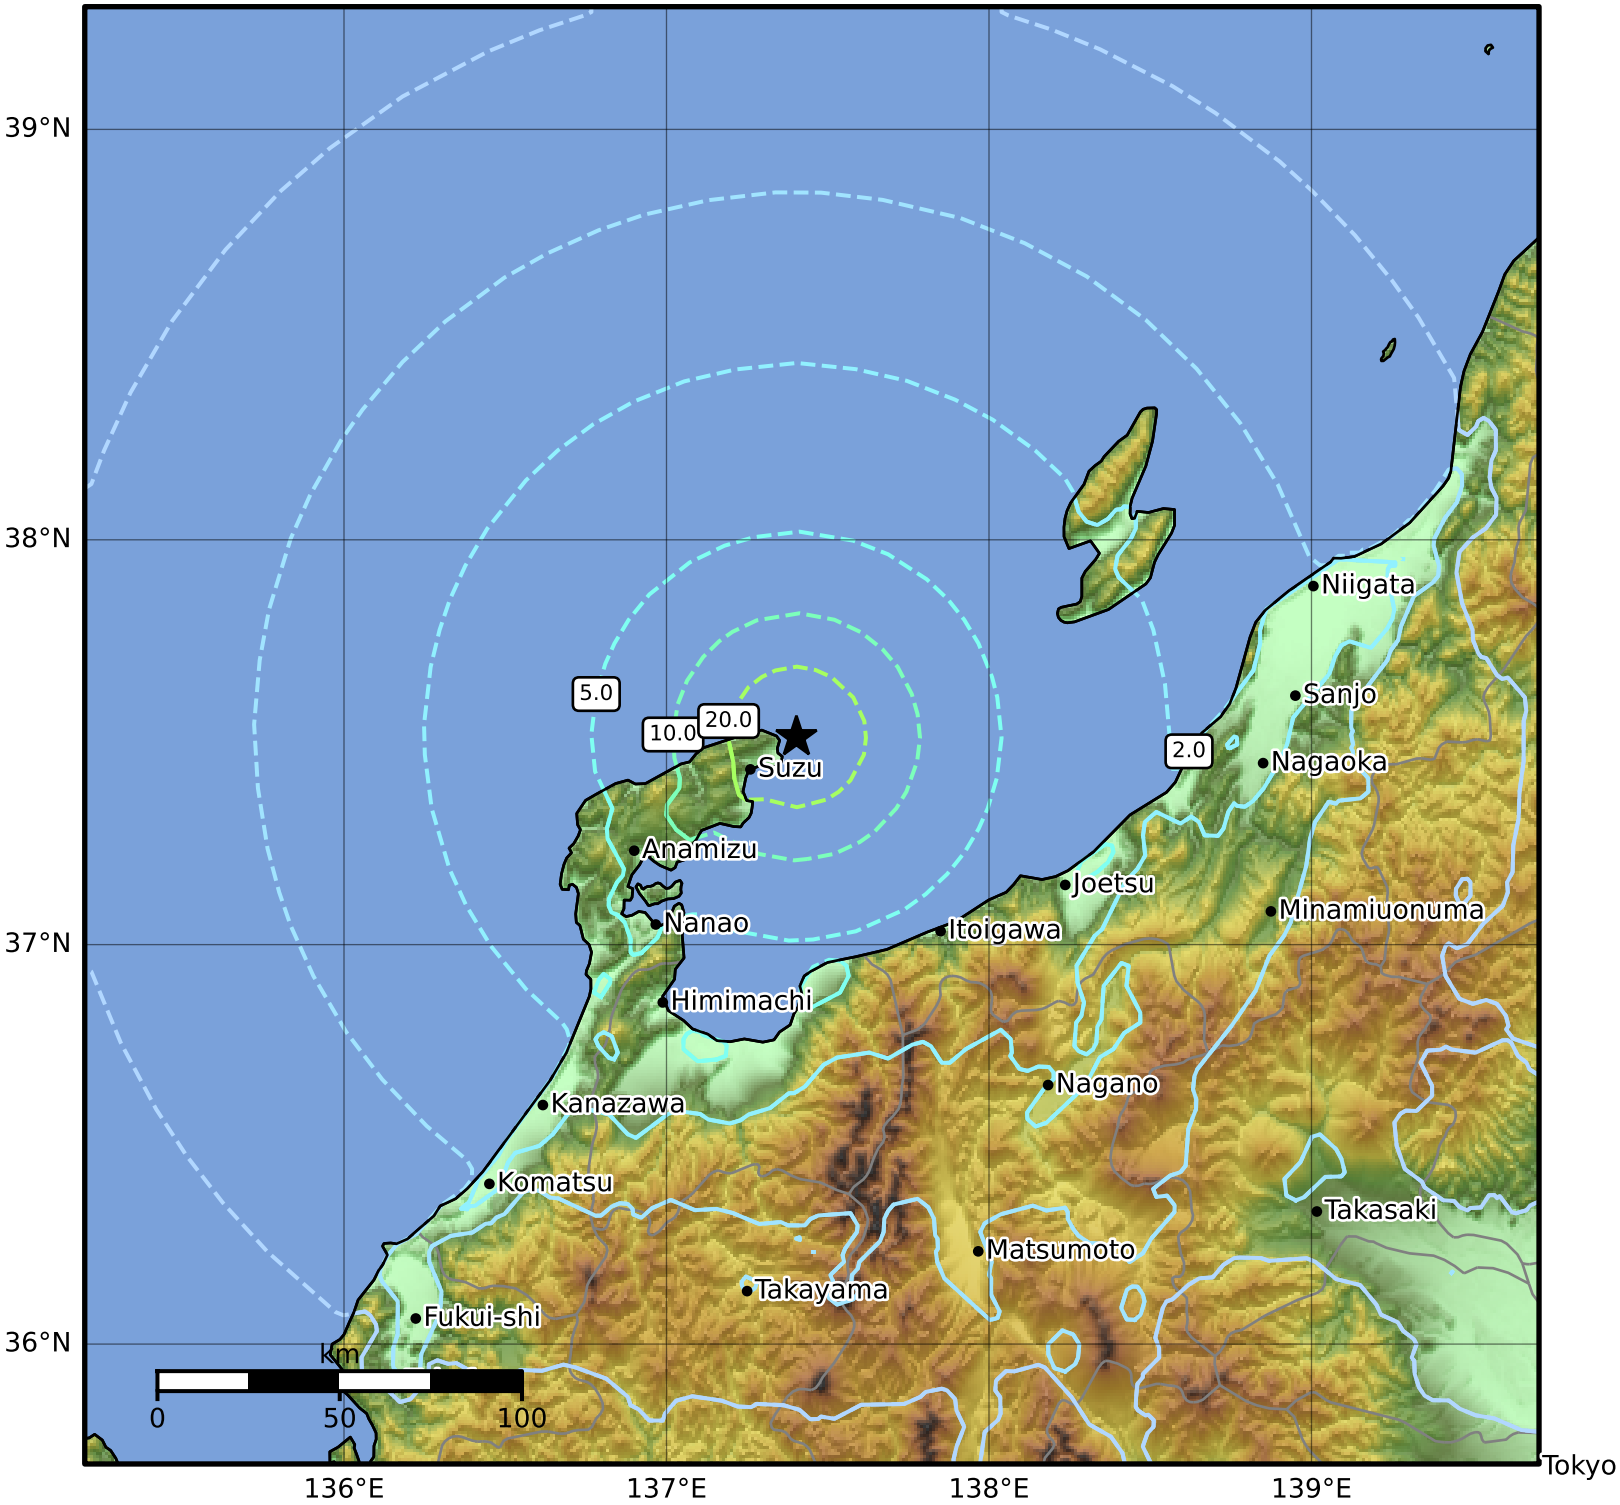 39°N
38°N
Niigata
5.0
Sanjo
20.0
10.0
2.0
Nagaoka
Suzu
Anamizu
Joetsu
Minamiuonuma
Nanao
Itoigawa
37°N
Himimachi
Nagano
Kanazawa
Komatsu
Takasaki
Matsumoto
Takayama
Fukui-shi
36°N
km
0 50 100
Tokyo
136°E 137°E 138°E 139°E